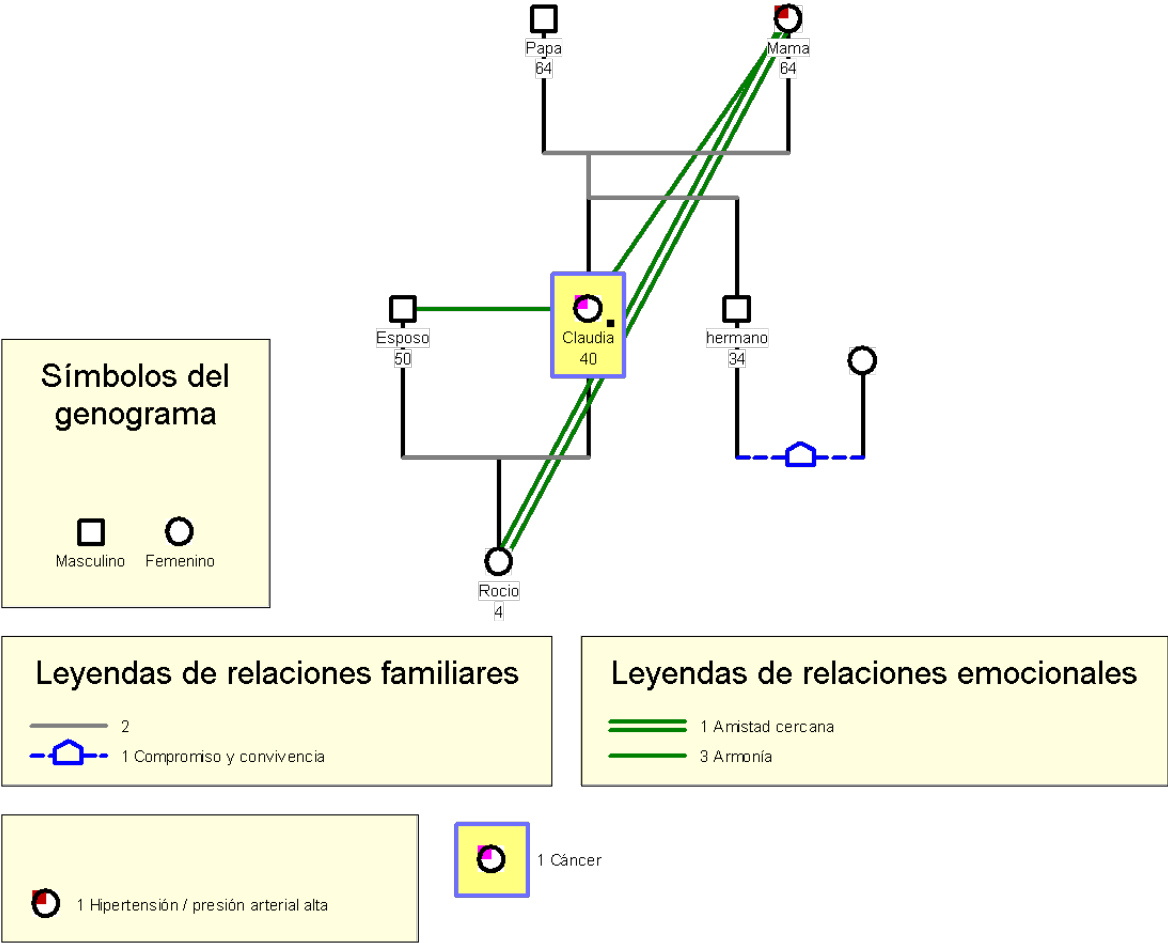 Papa
64
Mama
64
Esposo
50
Claudia
40
hermano
34
Rocio
4
Símbolos del
genograma
Masculino
Femenino
Leyendas de relaciones familiares
2
1 Compromiso y convivencia
Leyendas de relaciones emocionales
1 Amistad cercana
3 Armonía
1 Hipertensión / presión arterial alta
1 Cáncer